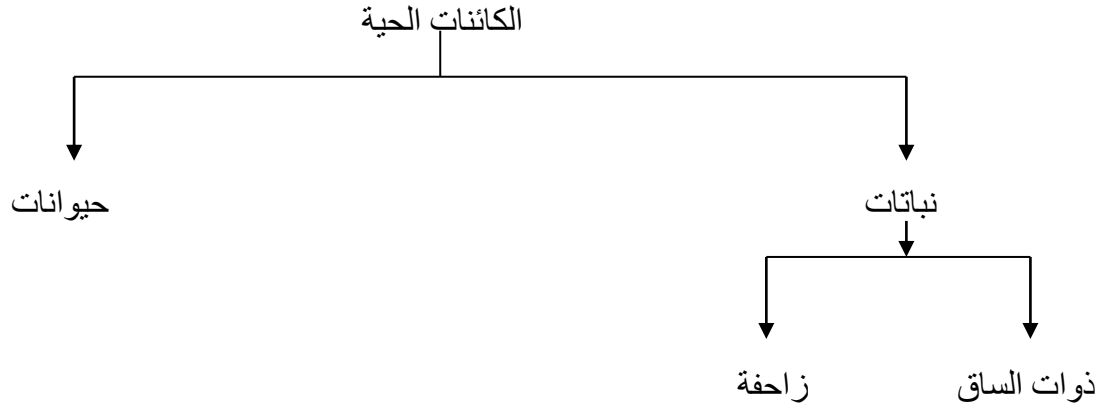 الكائنات الحية
نباتات
حيوانات
ذوات الساق
زاحفة